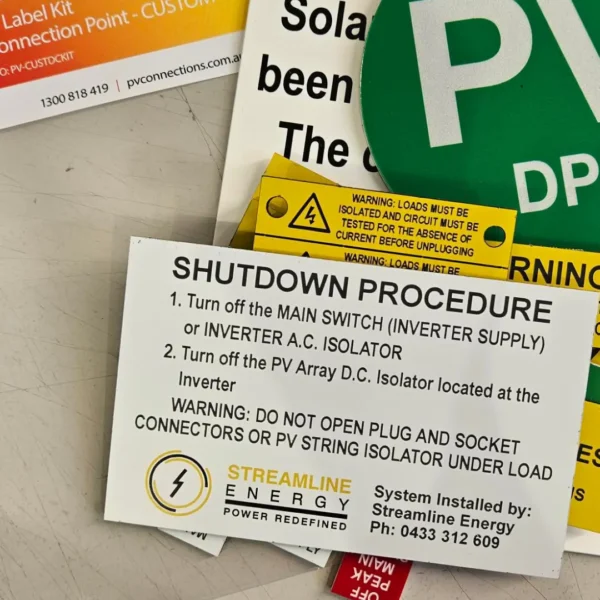 Label Kit
onnection Point - CUSTOM
O: PV-CUSTDCKIT
1300 818 419 | pvconnections.com.au
Sola
been
The
PV
DP
WARNING: LOADS MUST BE
ISOLATED AND CIRCUIT MUST BE
TESTED FOR THE ABSENCE OF
CURRENT BEFORE UNPLUGGING
WARNING: LOADS MUST BE
RNING
SHUTDOWN PROCEDURE
1. Turn off the MAIN SWITCH (INVERTER SUPPLY)
or INVERTER A.C. ISOLATOR
2. Turn off the PV Array D.C. Isolator located at the
Inverter
WARNING: DO NOT OPEN PLUG AND SOCKET
CONNECTORS OR PV STRING ISOLATOR UNDER LOAD
STREAMLINE
ENERGY
POWER REDEFINED
System Installed by:
Streamline Energy
Ph: 0433 312 609
ES
S
OFF
PEAK
MAIN